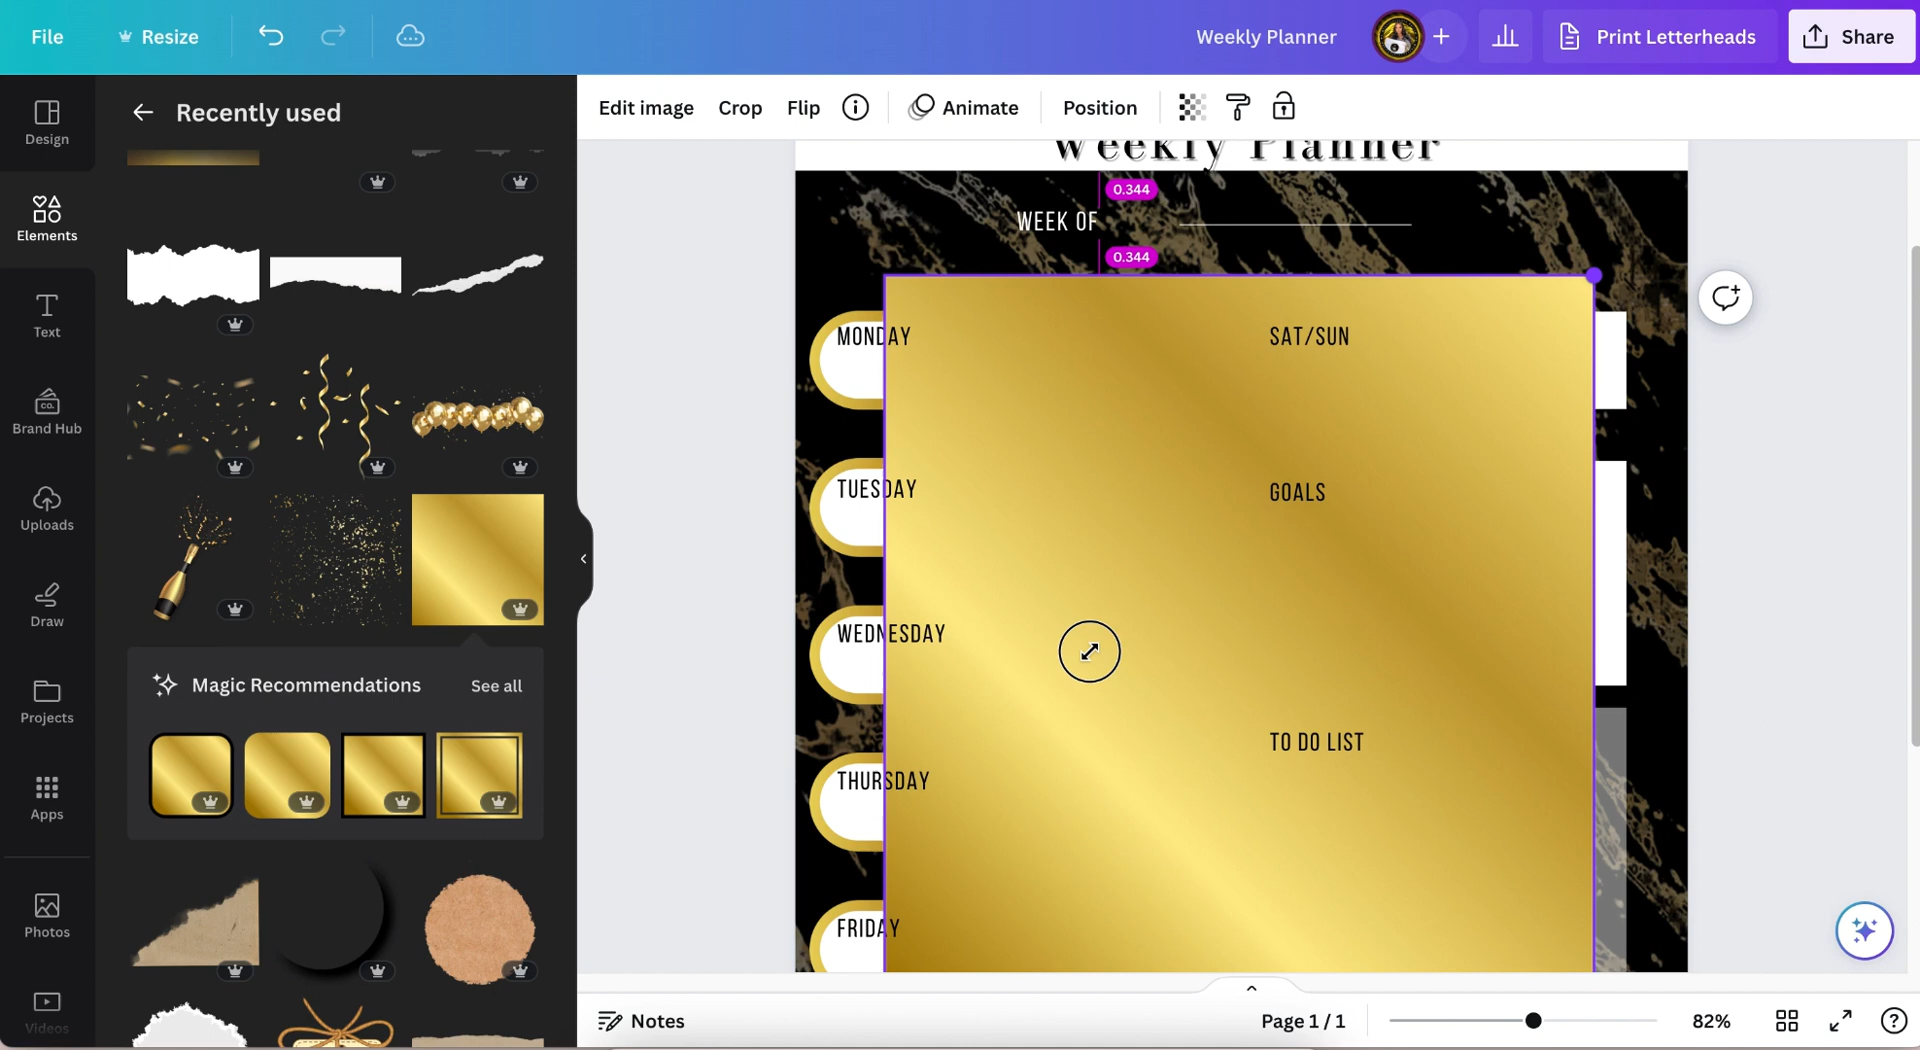 File
Resize
Weekly Planner
Print Letterheads
Share
Design
Elements
Text
Brand Hub
CO.
Uploads
Draw
Projects
Apps
Photos
Videos
Recently used
Magic Recommendations
See all
Edit image
Crop
Flip
Animate
Position
Weekly Planner
0.344
WEEK OF
0.344
MONDAY
SAT/SUN
TUESDAY
GOALS
WEDNESDAY
TO DO LIST
THURSDAY
FRIDAY
Notes
Page 1 / 1
82%